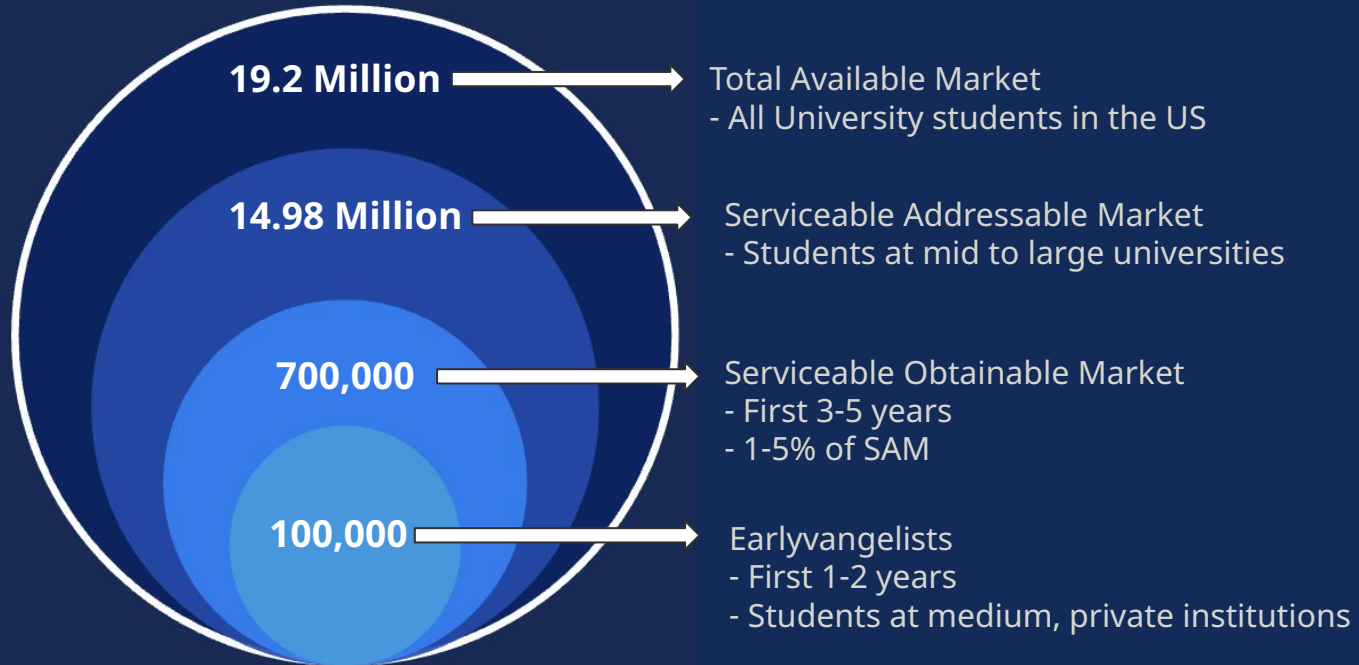 19.2 Million
Total Available Market
- All University students in the US
14.98 Million
Serviceable Addressable Market
- Students at mid to large universities
700,000
Serviceable Obtainable Market
- First 3-5 years
- 1-5% of SAM
100,000
Earlyvangelists
- First 1-2 years
- Students at medium, private institutions